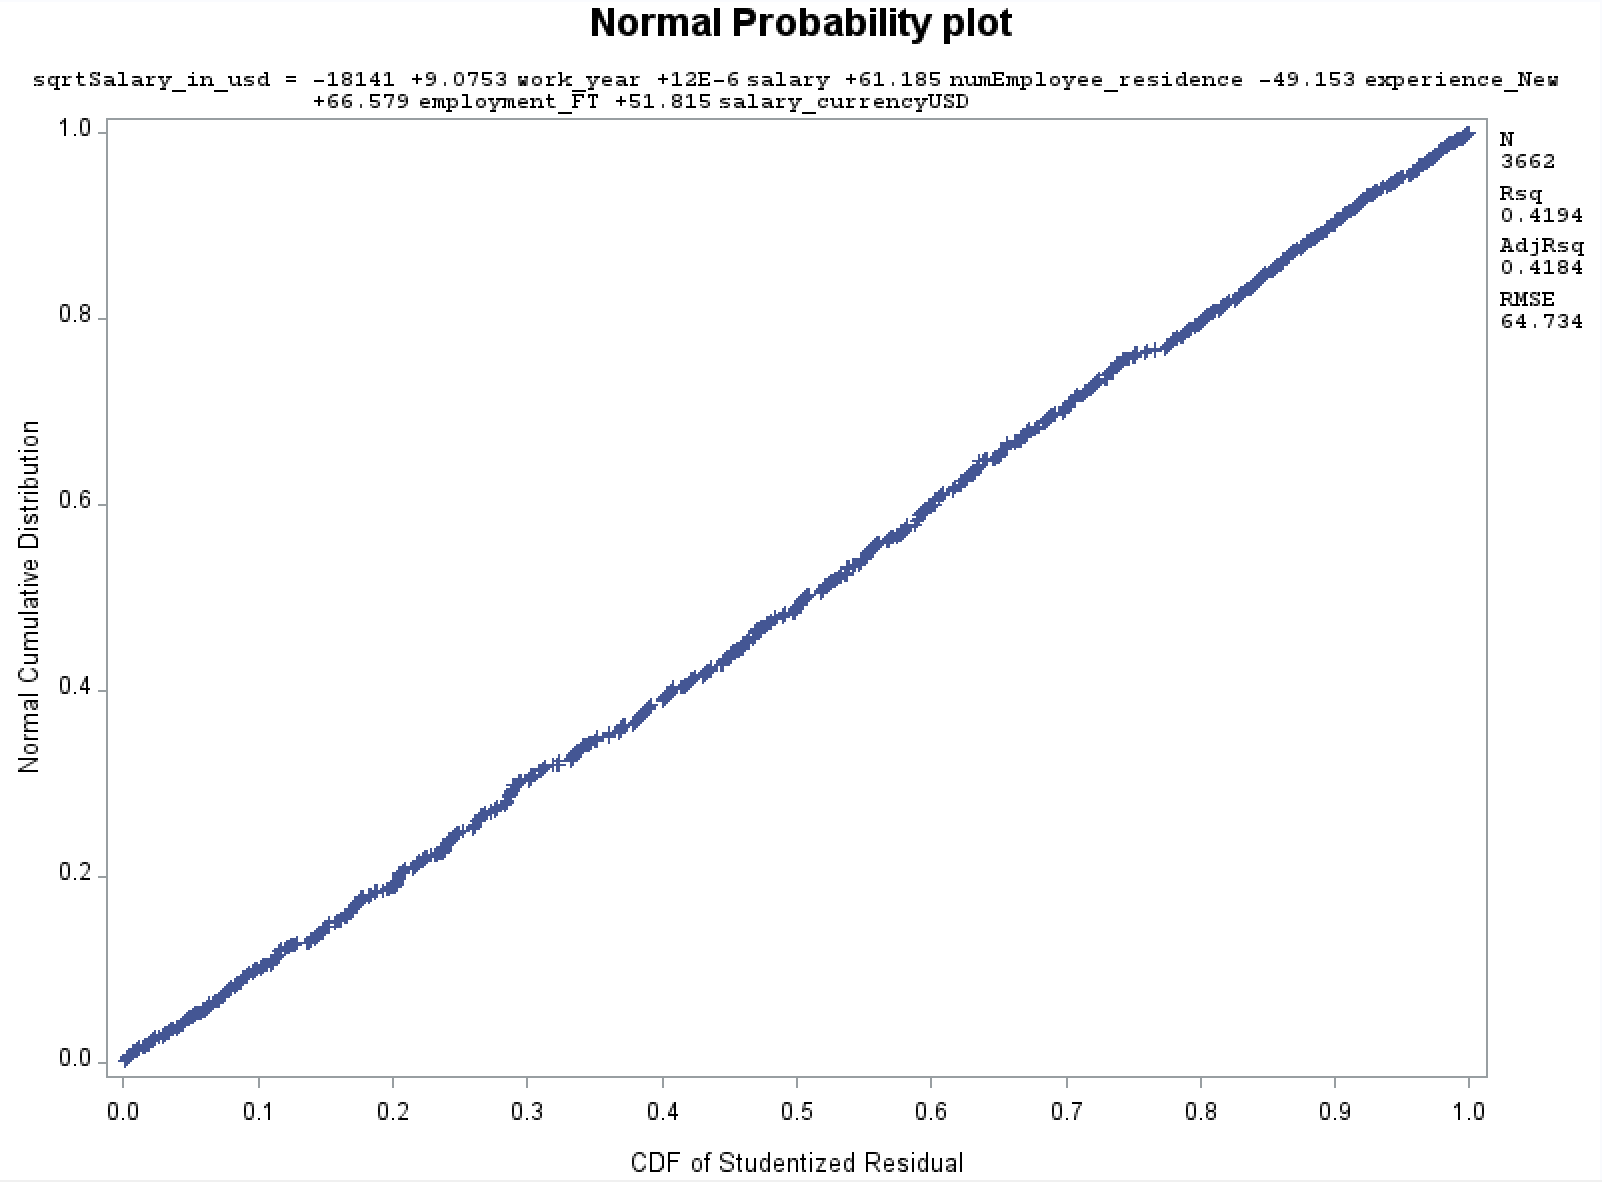 Normal Probability plot
sqrtSalary_in_usd = -18141 +9.0753 work_year +12E-6 salary +61.185 numEmployee_residence -49.153 experience_New
+66.579 employment_FT +51.815 salary_currencyUSD
N
3662
Rsq
0.4194
AdjRsq
0.4184
RMSE
64.734
Normal Cumulative Distribution
1.0
0.8
0.6
0.4
0.2
0.0
0.0 0.1 0.2 0.3 0.4 0.5 0.6 0.7 0.8 0.9 1.0
CDF of Studentized Residual